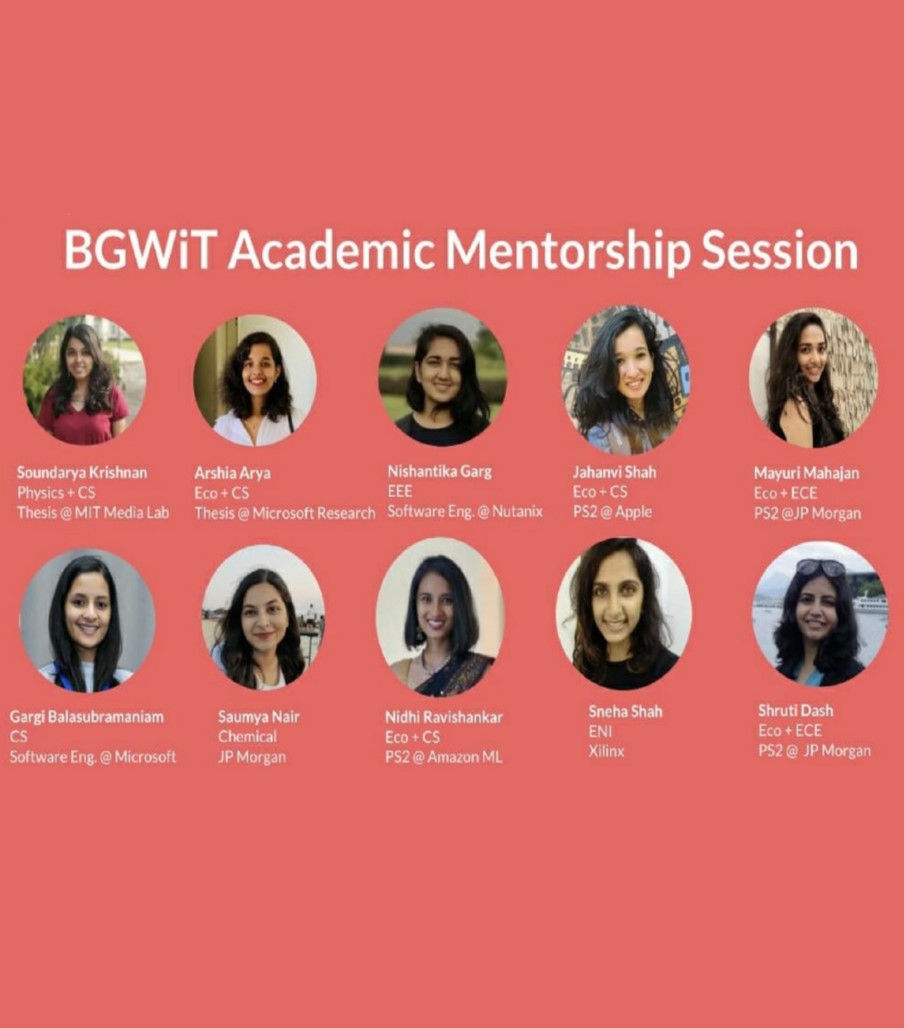 BGWiT Academic Mentorship Session
Soundarya Krishnan
Physics + CS
Thesis @ MIT Media Lab
Arshia Arya
Eco + CS
Thesis @ Microsoft Research
Nishantika Garg
EEE
Software Eng. @ Nutanix
Jahanvi Shah
Eco + CS
PS2 @ Apple
Mayuri Mahajan
Eco + ECE
PS2 @JP Morgan
Gargi Balasubramaniam
CS
Software Eng. @ Microsoft
Saumya Nair
Chemical
JP Morgan
Nidhi Ravishankar
Eco + CS
PS2 @ Amazon ML
Sneha Shah
ENI
Xilinx
Shruti Dash
Eco + ECE
PS2 @ JP Morgan